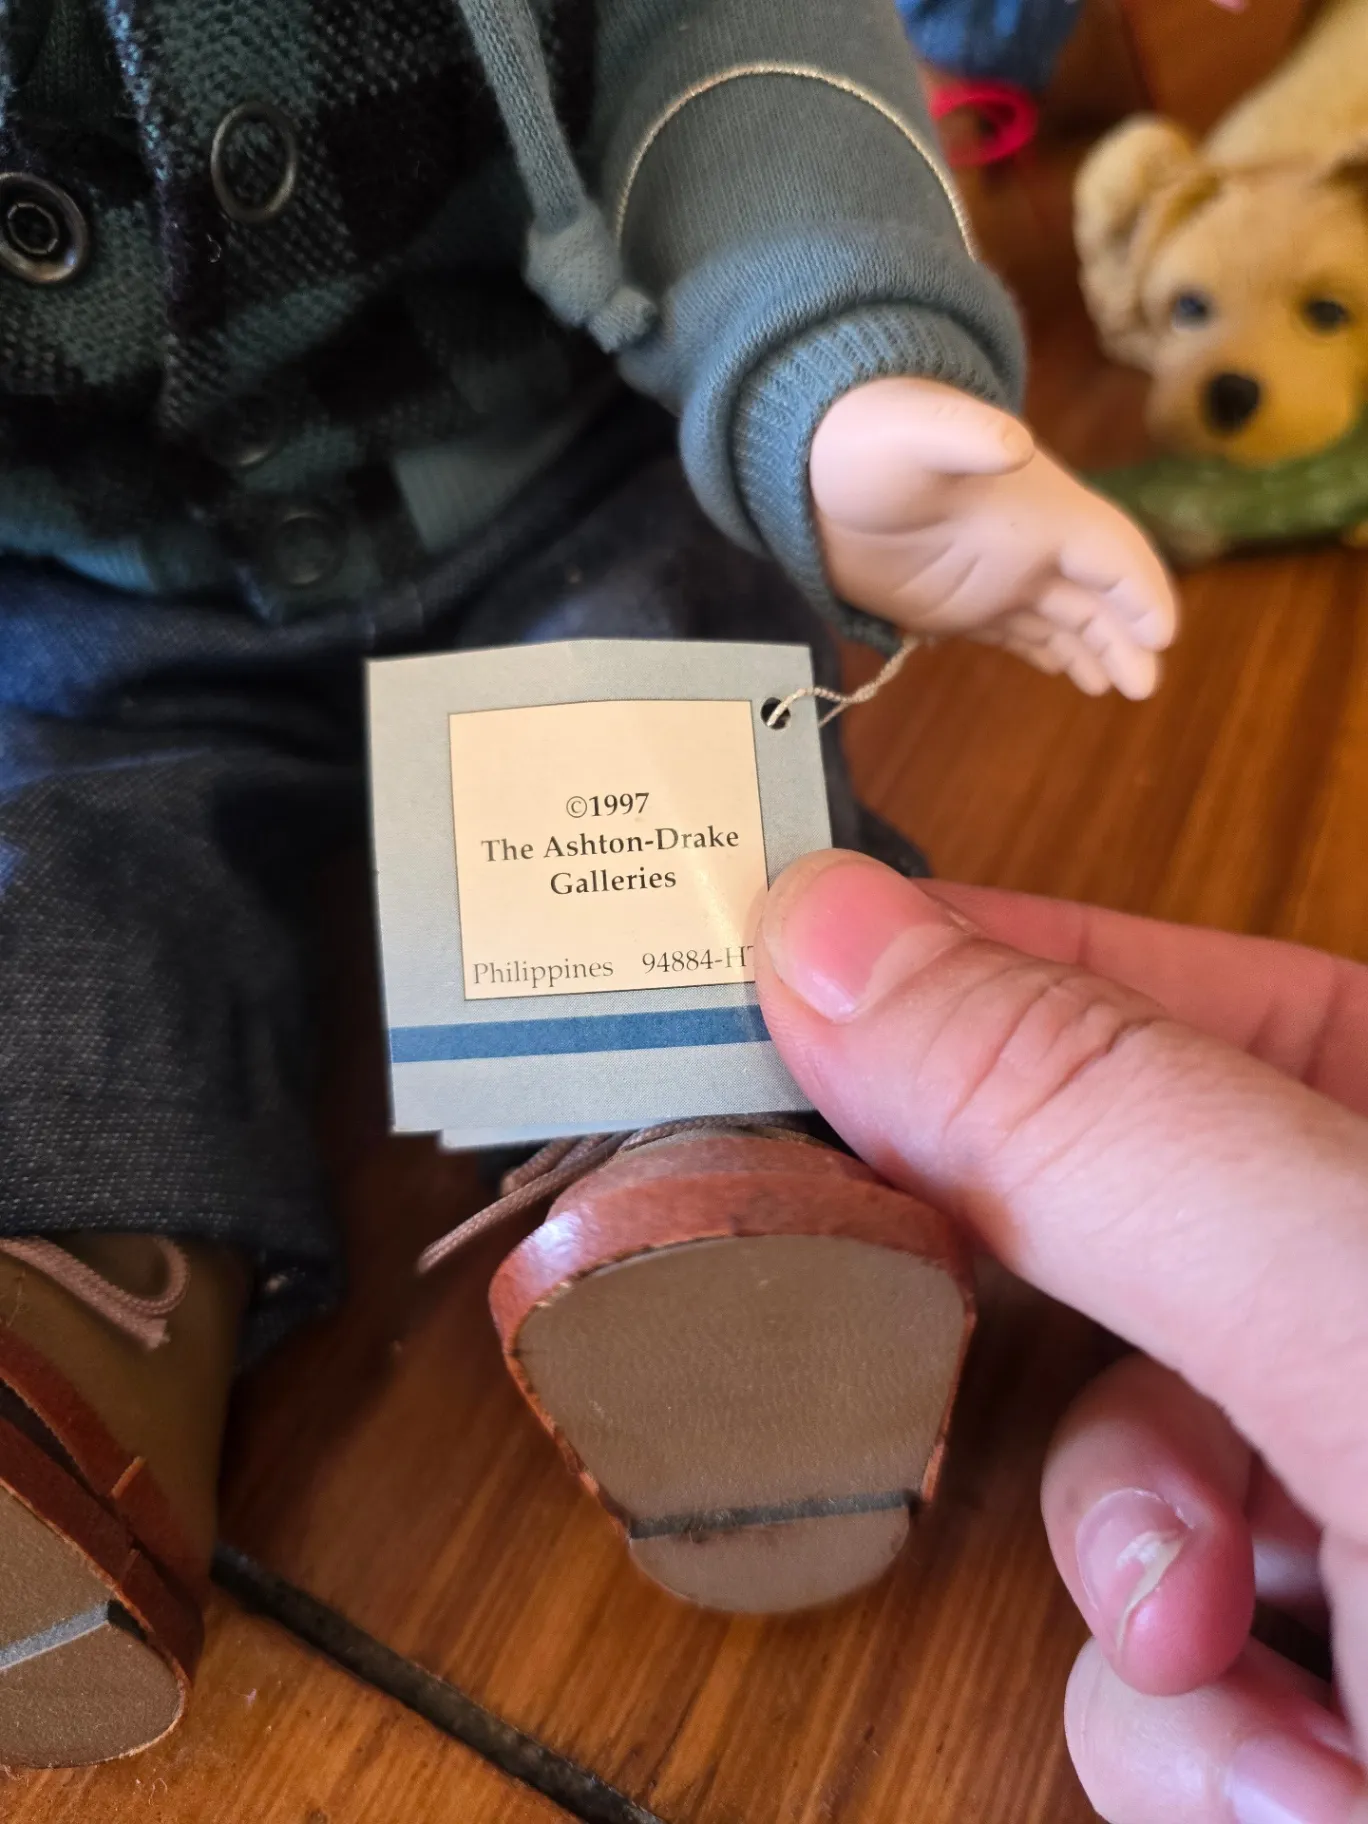 ©1997
The Ashton-Drake
Galleries
Philippines 94884-H